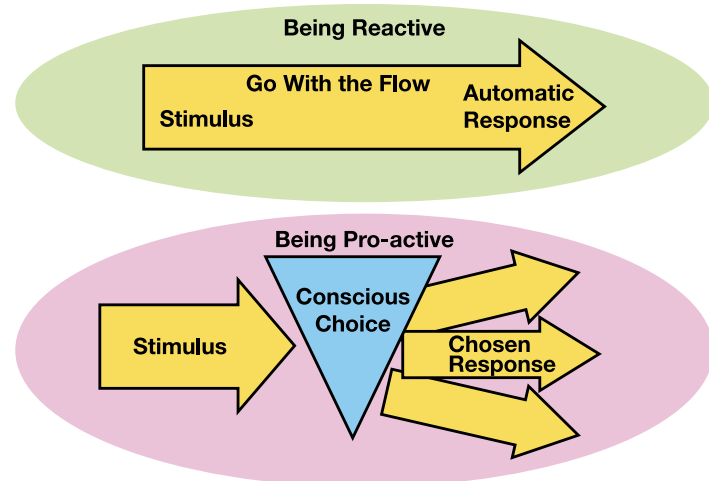 Being Reactive
Go With the Flow
Stimulus
Automatic
Response
Being Pro-active
Conscious
Choice
Stimulus
Chosen
Response